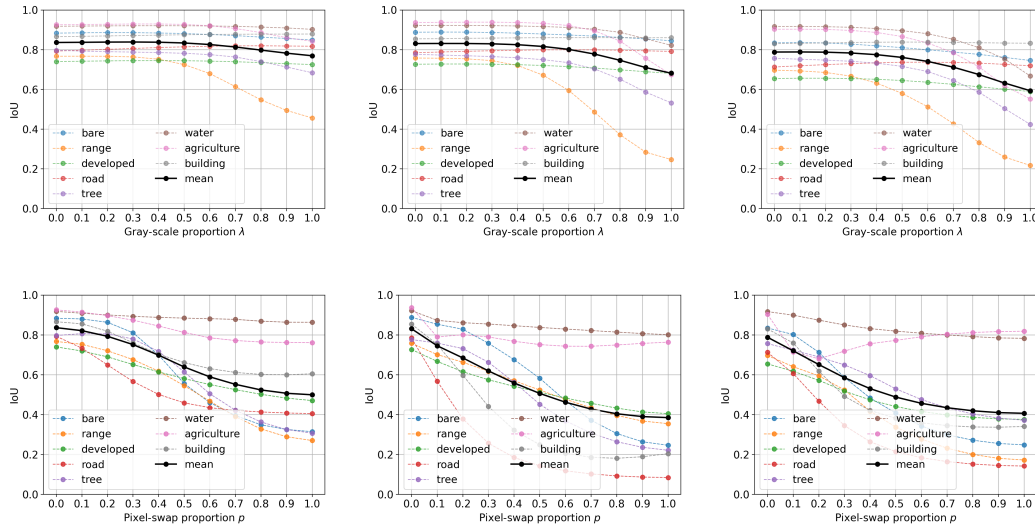 1.0
0.8
0.6
0.4
0.2
0.0
IoU
bare
range
developed
road
tree
water
agriculture
building
mean
0.0 0.1 0.2 0.3 0.4 0.5 0.6 0.7 0.8 0.9 1.0
Gray-scale proportion λ
1.0
0.8
0.6
0.4
0.2
0.0
IoU
bare
range
developed
road
tree
water
agriculture
building
mean
0.0 0.1 0.2 0.3 0.4 0.5 0.6 0.7 0.8 0.9 1.0
Gray-scale proportion λ
1.0
0.8
0.6
0.4
0.2
0.0
IoU
bare
range
developed
road
tree
water
agriculture
building
mean
0.0 0.1 0.2 0.3 0.4 0.5 0.6 0.7 0.8 0.9 1.0
Gray-scale proportion λ
1.0
0.8
0.6
0.4
0.2
0.0
IoU
bare
range
developed
road
tree
water
agriculture
building
mean
0.0 0.1 0.2 0.3 0.4 0.5 0.6 0.7 0.8 0.9 1.0
Pixel-swap proportion p
1.0
0.8
0.6
0.4
0.2
0.0
IoU
bare
range
developed
road
tree
water
agriculture
building
mean
0.0 0.1 0.2 0.3 0.4 0.5 0.6 0.7 0.8 0.9 1.0
Pixel-swap proportion p
1.0
0.8
0.6
0.4
0.2
0.0
IoU
bare
range
developed
road
tree
water
agriculture
building
mean
0.0 0.1 0.2 0.3 0.4 0.5 0.6 0.7 0.8 0.9 1.0
Pixel-swap proportion p